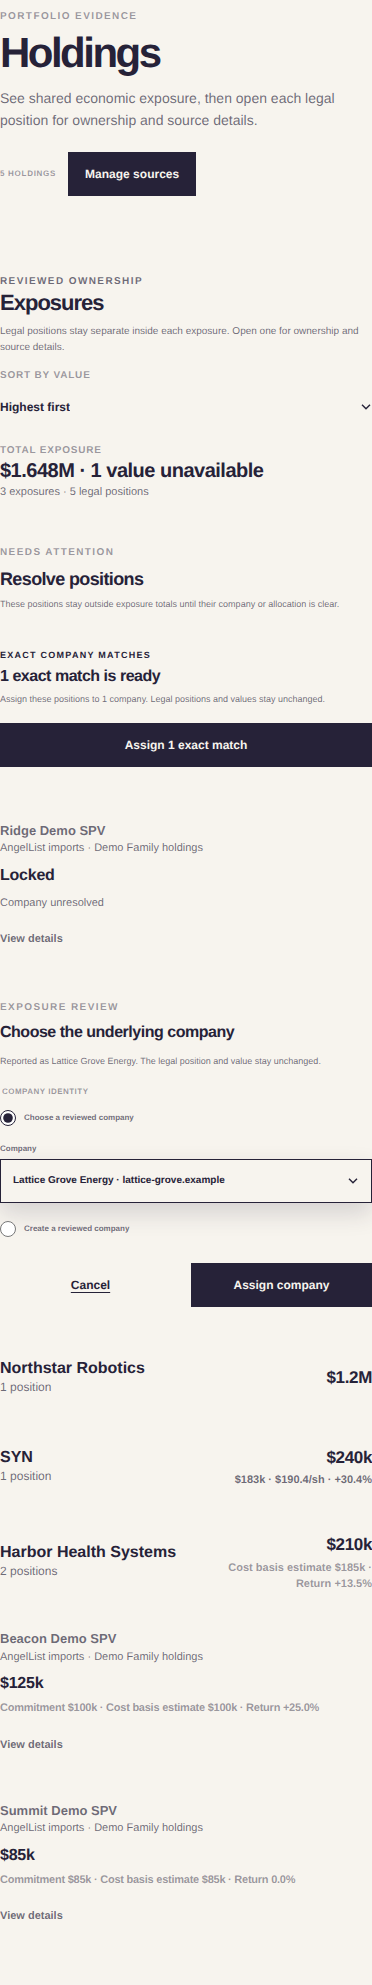 PORTFOLIO EVIDENCE
Holdings
See shared economic exposure, then open each legal
position for ownership and source details.
5 HOLDINGS
Manage sources
REVIEWED OWNERSHIP
Exposures
Legal positions stay separate inside each exposure. Open one for ownership and
source details.
SORT BY VALUE
Highest first
TOTAL EXPOSURE
$1.648M · 1 value unavailable
3 exposures · 5 legal positions
NEEDS ATTENTION
Resolve positions
These positions stay outside exposure totals until their company or allocation is clear.
EXACT COMPANY MATCHES
1 exact match is ready
Assign these positions to 1 company. Legal positions and values stay unchanged.
Assign 1 exact match
Ridge Demo SPV
AngelList imports · Demo Family holdings
Locked
Company unresolved
View details
EXPOSURE REVIEW
Choose the underlying company
Reported as Lattice Grove Energy. The legal position and value stay unchanged.
COMPANY IDENTITY
Choose a reviewed company
Company
Lattice Grove Energy · lattice-grove.example
Create a reviewed company
Cancel
Assign company
Northstar Robotics
1 position
$1.2M
SYN
1 position
$240k
$183k · $190.4/sh · +30.4%
Harbor Health Systems
2 positions
$210k
Cost basis estimate $185k ·
Return +13.5%
Beacon Demo SPV
AngelList imports · Demo Family holdings
$125k
Commitment $100k · Cost basis estimate $100k · Return +25.0%
View details
Summit Demo SPV
AngelList imports · Demo Family holdings
$85k
Commitment $85k · Cost basis estimate $85k · Return 0.0%
View details